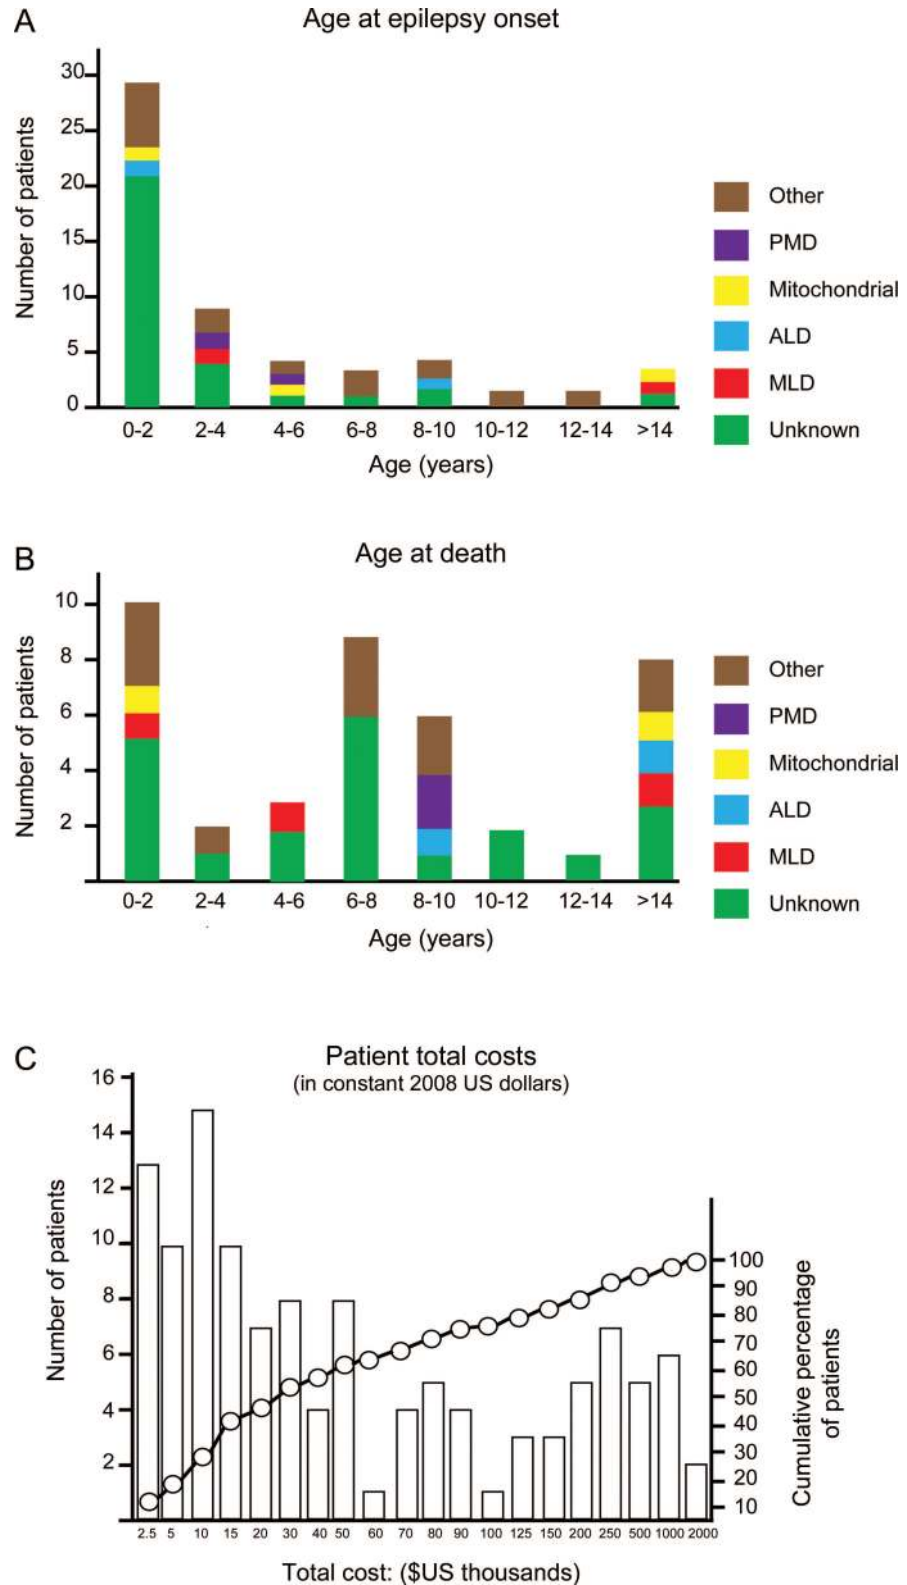 A
Age at epilepsy onset
Number of patients
30
25
20
15
10
5
0
0-2 2-4 4-6 6-8 8-10 10-12 12-14 >14
Age (years)
Other
PMD
Mitochondrial
ALD
MLD
Unknown
B
Age at death
Number of patients
10
8
6
4
2
0-2 2-4 4-6 6-8 8-10 10-12 12-14 >14
Age (years)
Other
PMD
Mitochondrial
ALD
MLD
Unknown
C
Patient total costs
(in constant 2008 US dollars)
Number of patients
16
14
12
10
8
6
4
2
100
90
80
70
60
50
40
30
20
10
Cumulative percentage
of patients
2.5 5 10 15 20 30 40 50 60 70 80 90 100 125 150 200 250 500 1000 2000
Total cost: ($US thousands)